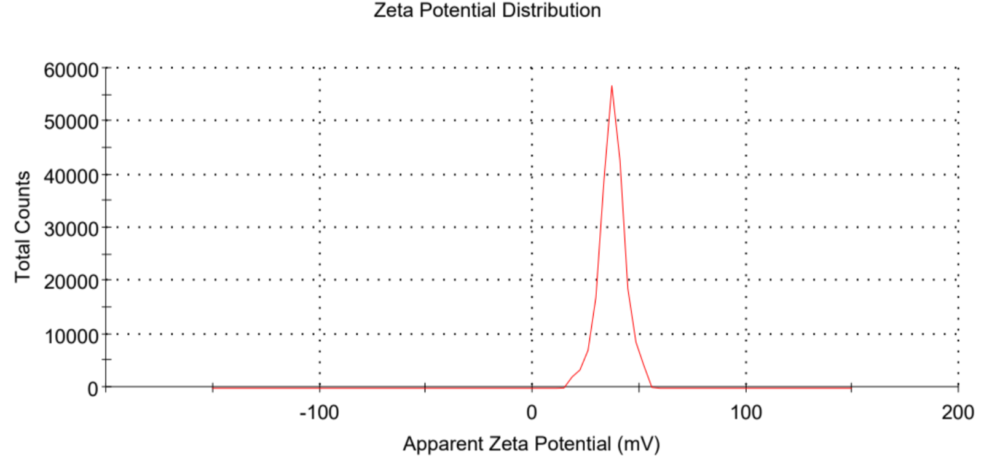 Zeta Potential Distribution
60000
50000
40000
30000
20000
10000
0
Total Counts
-100 0 100 200
Apparent Zeta Potential (mV)